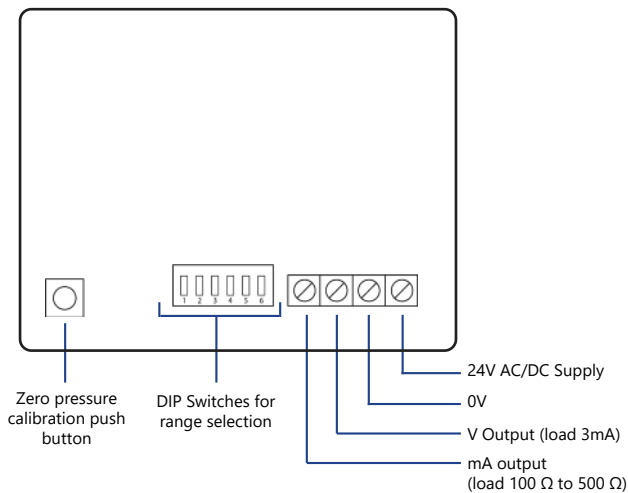 1 2 3 4 5 6
24V AC/DC Supply
0V
V Output (load 3mA)
mA output
(load 100 Ω to 500 Ω)
Zero pressure
calibration push
button
DIP Switches for
range selection